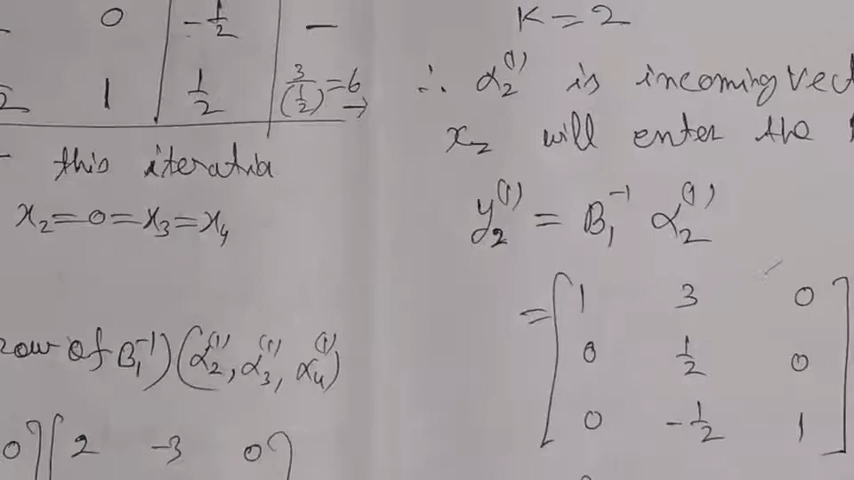 0 | -1/2 | —
2 1 | 1/2 | 3/(1/2) = 6 →
this iteration
x₂ = 0 = x₃ = x₄
row of B₁⁻¹) (α₂⁽¹⁾, α₃⁽¹⁾, α₄⁽¹⁾)
0] [ 2 -3 0
K = 2
∴ α₂⁽¹⁾ is incoming
x₂ will enter the
y₂⁽¹⁾ = B₁⁻¹ α₂⁽¹⁾
= [ 1 3 0
0 1/2 0
0 -1/2 1 ]